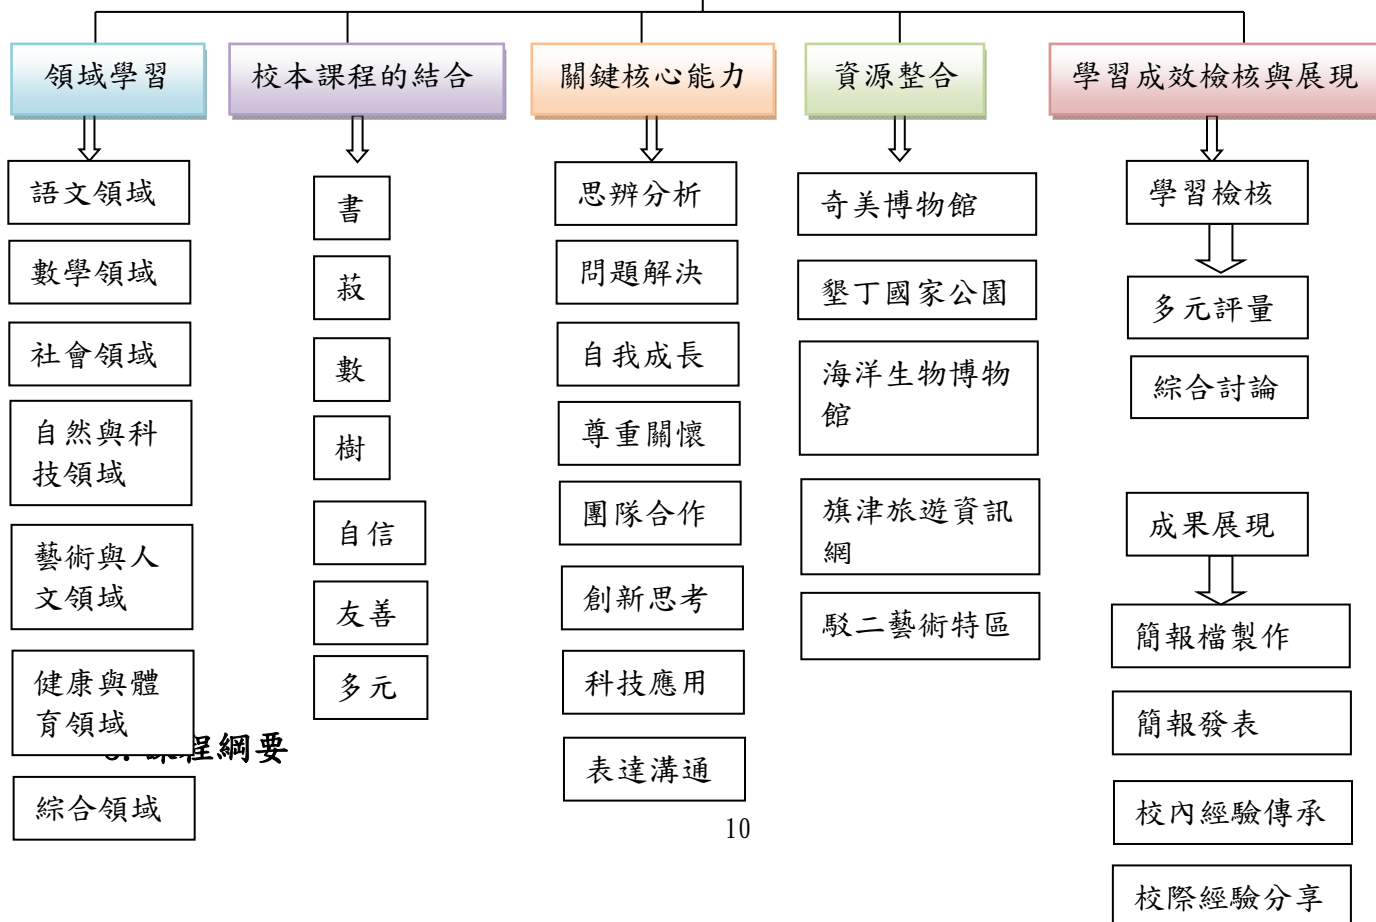 領域學習
校本課程的結合
關鍵核心能力
資源整合
學習成效檢核與展現
語文領域
數學領域
社會領域
自然與科
技領域
藝術與人
文領域
健康與體
育領域
綜合領域
書
菽
數
樹
自信
友善
多元
思辨分析
問題解決
自我成長
尊重關懷
團隊合作
創新思考
科技應用
表達溝通
奇美博物館
墾丁國家公園
海洋生物博物
館
旗津旅遊資訊
網
駁二藝術特區
學習檢核
多元評量
綜合討論
成果展現
簡報檔製作
簡報發表
校內經驗傳承
校際經驗分享
程綱要
10